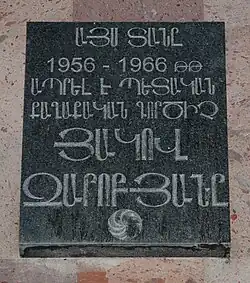 ԱՅՍ ՏԱՆԸ
1956 - 1966 ԹԹ
ԱՊՐԵԼ Է ՊԵՏԱԿԱՆ
ՔԱՂԱՔԱԿԱՆ ԳՈՐԾԻՉ
ՅԱԿՈՎ
ԶԱՐՈԲՅԱՆԸ